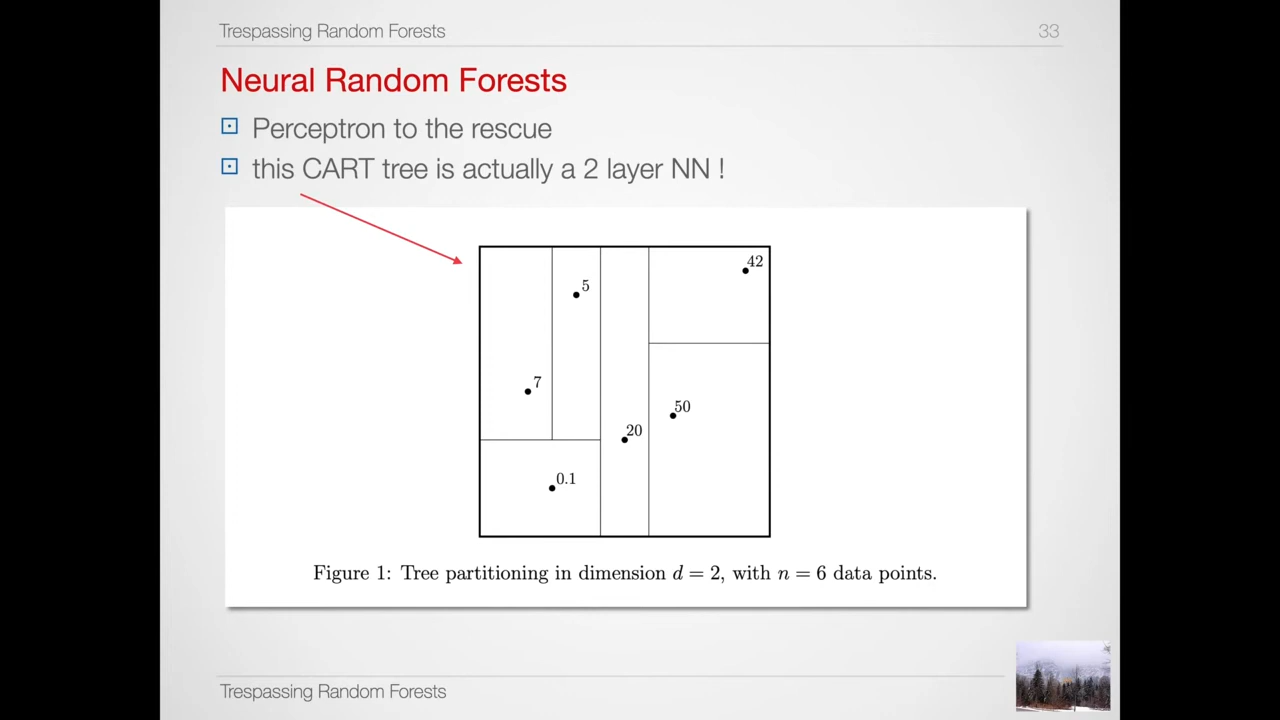 Trespassing Random Forests 33
Neural Random Forests
Perceptron to the rescue
this CART tree is actually a 2 layer NN !
42
5
7
50
20
0.1
Figure 1: Tree partitioning in dimension d = 2, with n = 6 data points.
Trespassing Random Forests